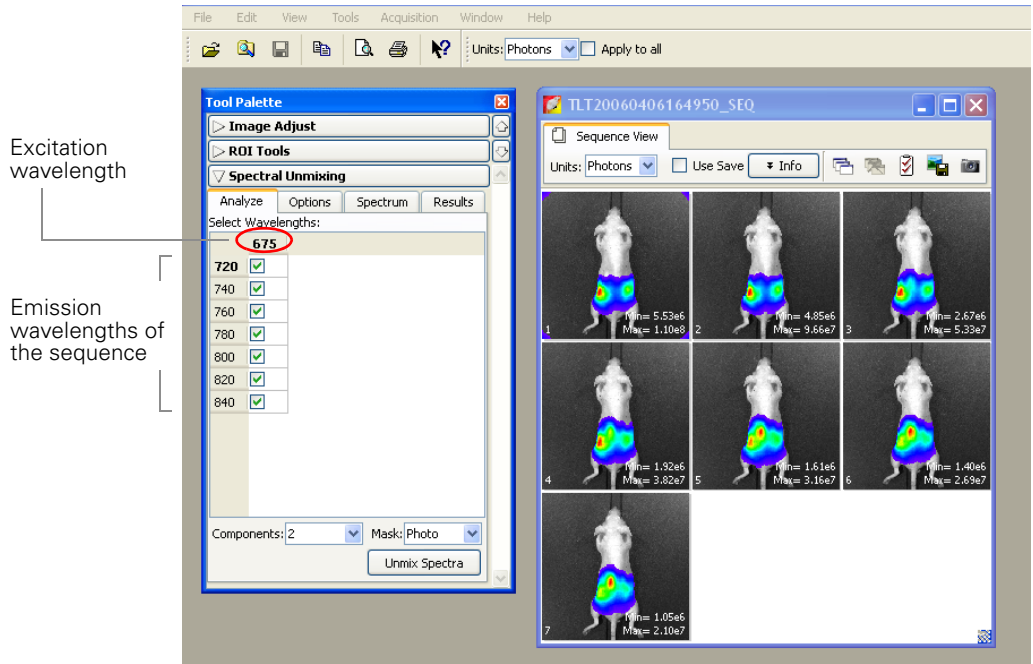 File Edit View Tools Acquisition Window Help
Units: Photons Apply to all
Excitation
wavelength
Emission
wavelengths of
the sequence
Tool Palette
Image Adjust
ROI Tools
Spectral Unmixing
Analyze Options Spectrum Results
Select Wavelengths:
675
720
740
760
780
800
820
840
Components: 2 Mask: Photo
Unmix Spectra
TLT20060406164950_SEQ
Sequence View
Units: Photons Use Save Info
Min= 5.53e6
1 Max= 1.10e8
Min= 4.85e6
2 Max= 9.66e7
Min= 2.67e6
3 Max= 5.33e7
Min= 1.92e6
4 Max= 3.82e7
Min= 1.61e6
5 Max= 3.16e7
Min= 1.40e6
6 Max= 2.69e7
Min= 1.05e6
7 Max= 2.10e7